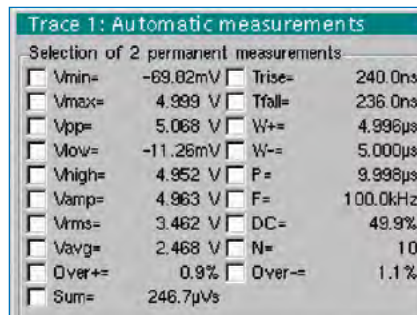 Trace 1: Automatic measurements
Selection of 2 permanent measurements
Vmin= -69.82mV Trise= 240.0ns
Vmax= 4.999 V Tfall= 236.0ns
Vpp= 5.068 V W+= 4.996µs
Vlow= -11.26mV W-= 5.000µs
Vhigh= 4.952 V P= 9.998µs
Vamp= 4.963 V F= 100.0kHz
Vrms= 3.462 V DC= 49.9%
Vavg= 2.468 V N= 10
Over+= 0.9% Over-= 1.1%
Sum= 246.7µVs